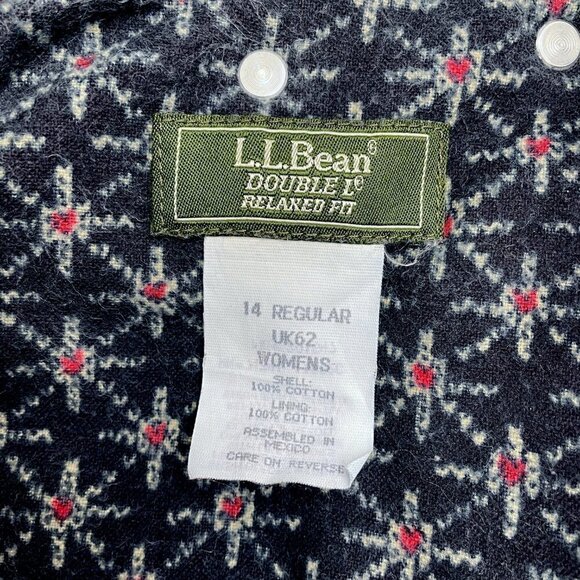 L.L.Bean®
DOUBLE L®
RELAXED FIT
14 REGULAR
UK62
WOMENS
SHELL:
100% COTTON
LINING:
100% COTTON
ASSEMBLED IN
MEXICO
CARE ON REVERSE